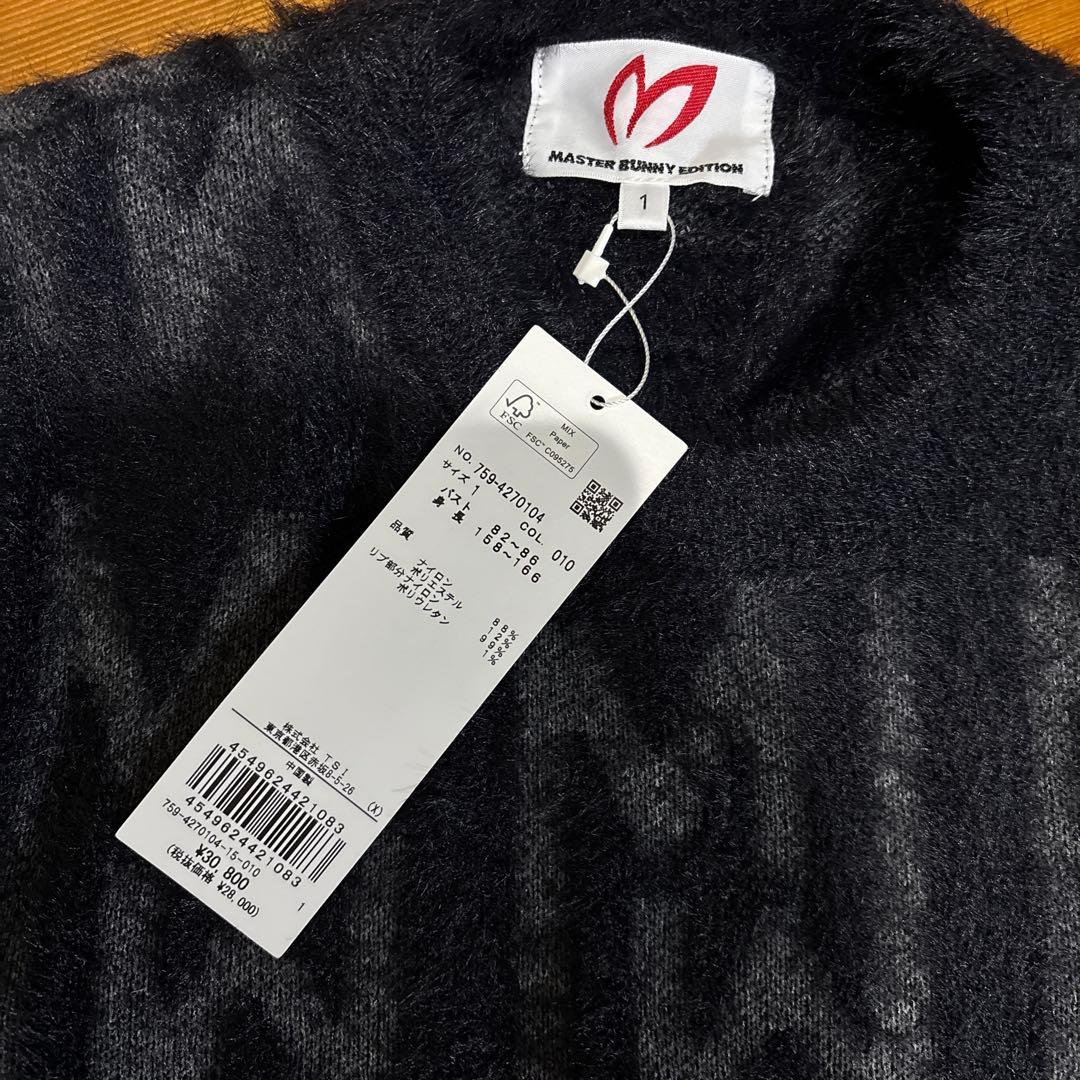 MASTER BUNNY EDITION
1
FSC
MIX
Paper
FSC™ C095275
NO. 759-4270104
サイズ 1 COL. 010
バスト 82~86
身長 158~166
品質
ナイロン 88%
ポリエステル 12%
リブ部分ナイロン 99%
ポリウレタン 1%
株式会社 TSI
東京都港区赤坂8-5-26
中国製 (X)
4549624421083
4549624421083
759-4270104-15-010
¥30,800
(税抜価格 ¥28,000)
1